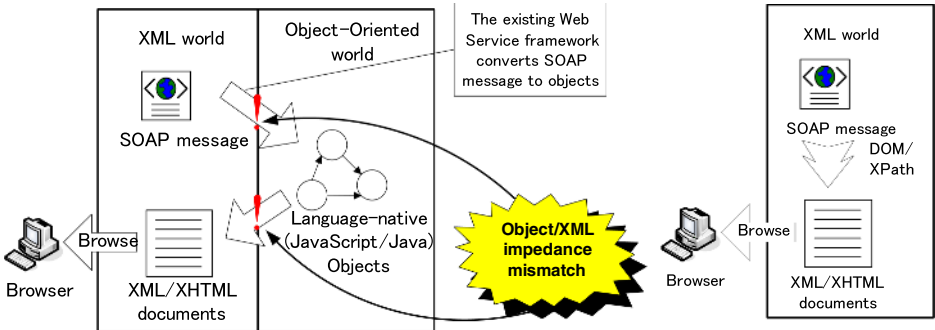 XML world
Object-Oriented
world
The existing Web
Service framework
converts SOAP
message to objects
SOAP message
Language-native
(JavaScript/Java)
Objects
Browse
Browser
XML/XHTML
documents
Object/XML
impedance
mismatch
XML world
SOAP message
DOM/
XPath
Browse
Browser
XML/XHTML
documents